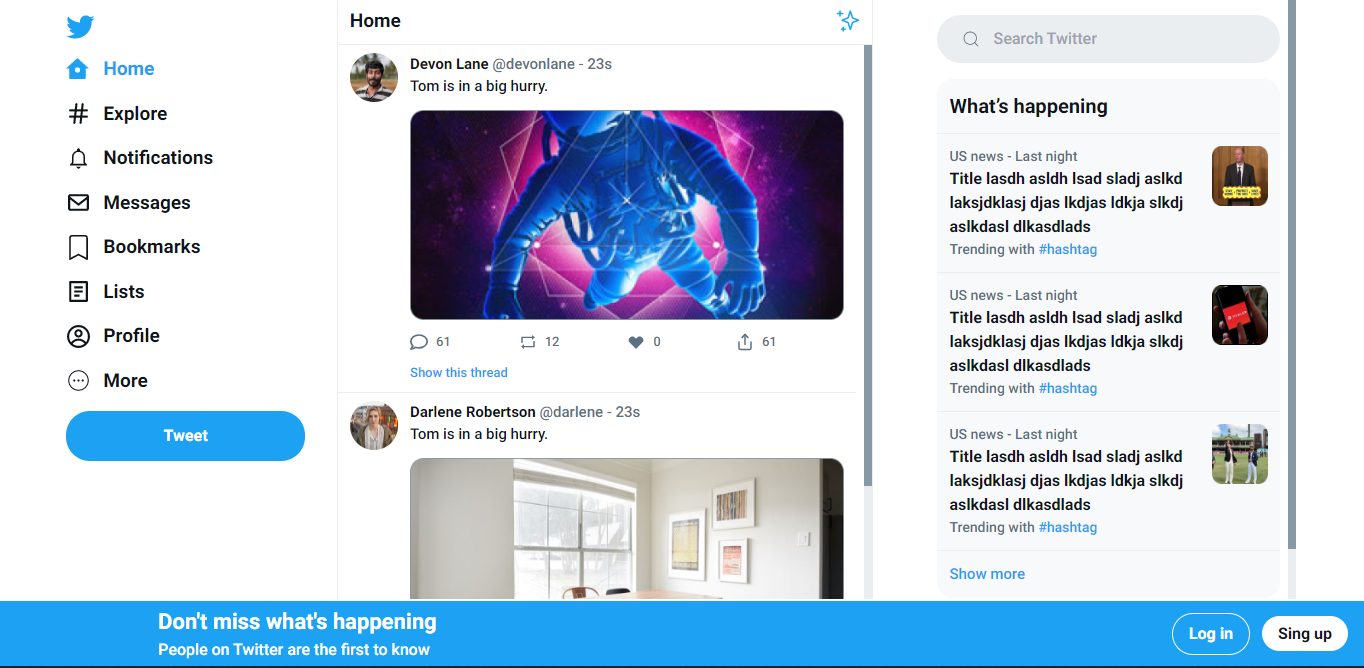 Home
Explore
Notifications
Messages
Bookmarks
Lists
Profile
More
Tweet
Home
Devon Lane @devonlane - 23s
Tom is in a big hurry.
61 12 0 61
Show this thread
Darlene Robertson @darlene - 23s
Tom is in a big hurry.
Search Twitter
What’s happening
US news - Last night
Title lasdh asldh lsad sladj aslkd
laksjdklasj djas lkdjas ldkja slkdj
aslkdasl dlkasdlads
Trending with #hashtag
US news - Last night
Title lasdh asldh lsad sladj aslkd
laksjdklasj djas lkdjas ldkja slkdj
aslkdasl dlkasdlads
Trending with #hashtag
US news - Last night
Title lasdh asldh lsad sladj aslkd
laksjdklasj djas lkdjas ldkja slkdj
aslkdasl dlkasdlads
Trending with #hashtag
Show more
Don't miss what's happening
People on Twitter are the first to know
Log in
Sing up